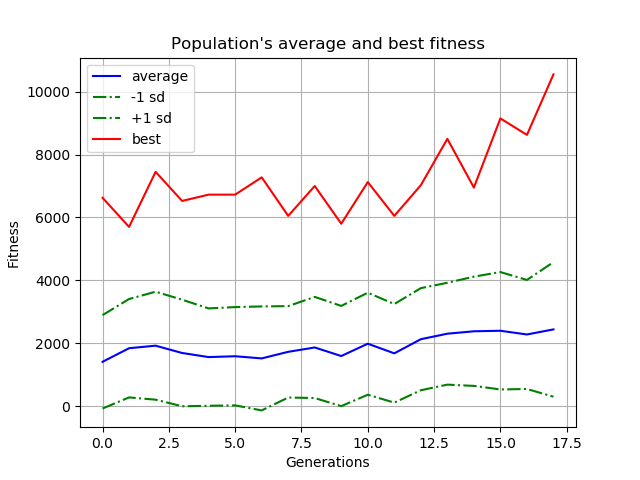 Population's average and best fitness
average
-1 sd
+1 sd
best
10000
8000
6000
4000
2000
0
Fitness
0.0 2.5 5.0 7.5 10.0 12.5 15.0 17.5
Generations